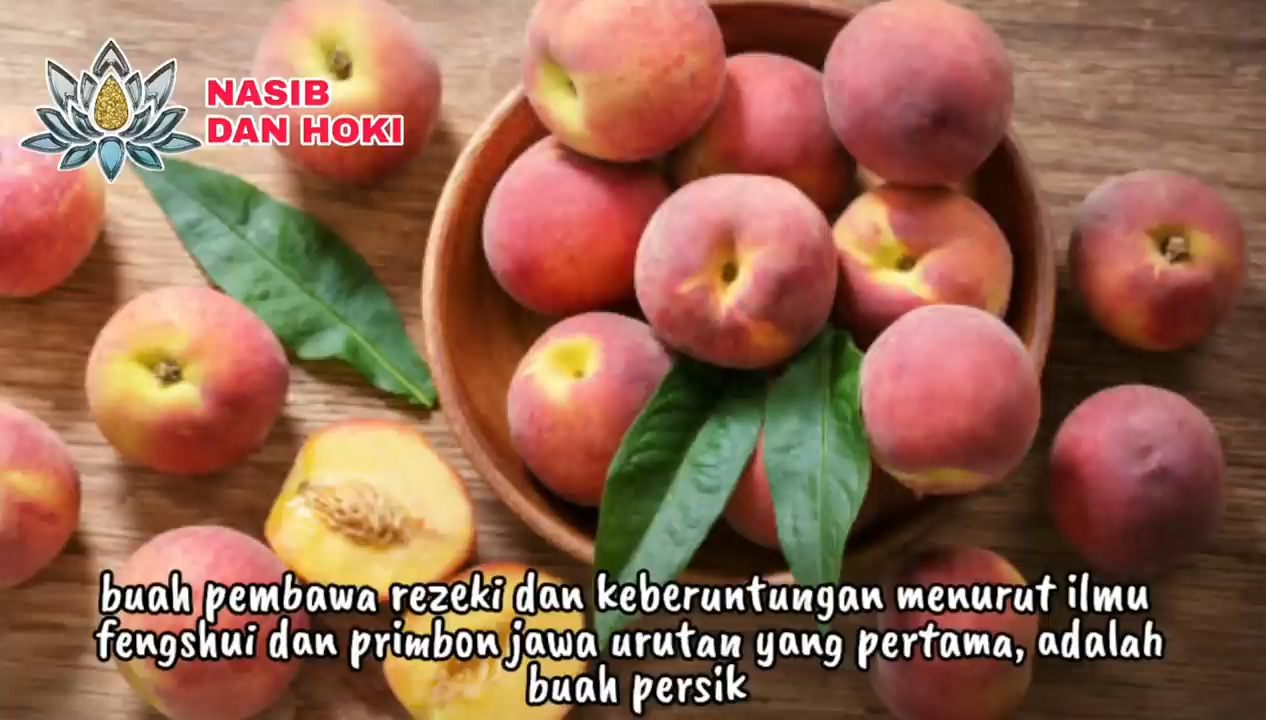 NASIB
DAN HOKI
buah pembawa rezeki dan keberuntungan menurut ilmu
fengshui dan primbon jawa urutan yang pertama, adalah
buah persik